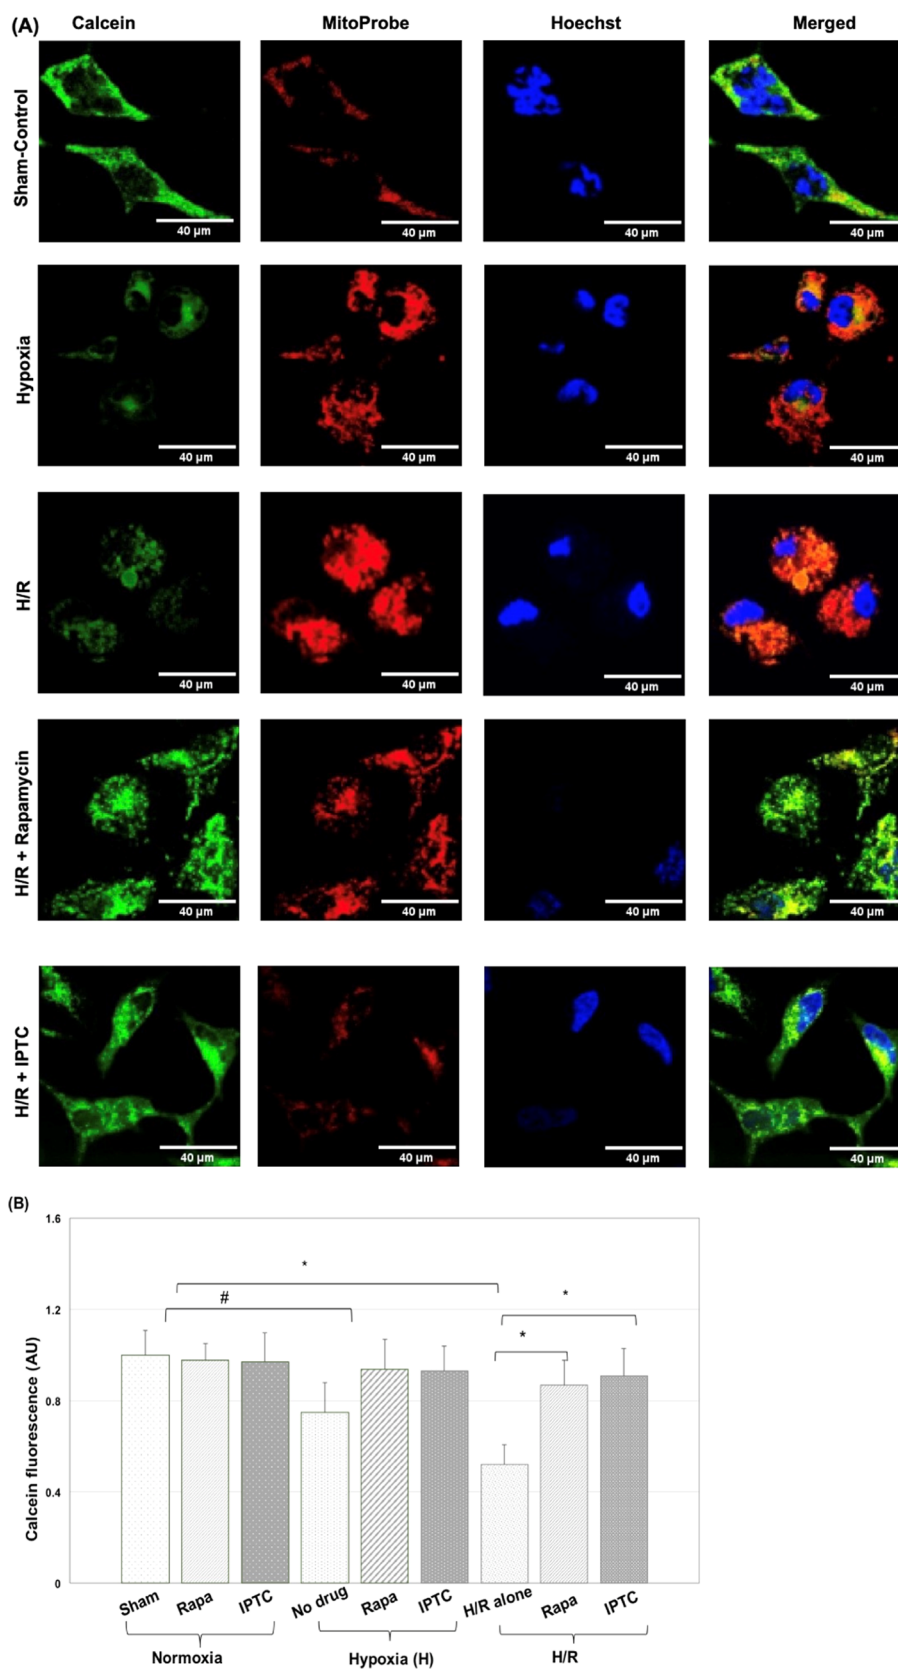 (A)
Calcein MitoProbe Hoechst Merged
Sham-Control
40 µm 40 µm 40 µm 40 µm
Hypoxia
40 µm 40 µm 40 µm 40 µm
H/R
40 µm 40 µm 40 µm 40 µm
H/R + Rapamycin
40 µm 40 µm 40 µm 40 µm
H/R + IPTC
40 µm 40 µm 40 µm 40 µm
(B)
Calcein fluorescence (AU)
1.6
1.2
0.8
0.4
0
*
#
*
*
Sham Rapa IPTC No drug Rapa IPTC H/R alone Rapa IPTC
Normoxia Hypoxia (H) H/R